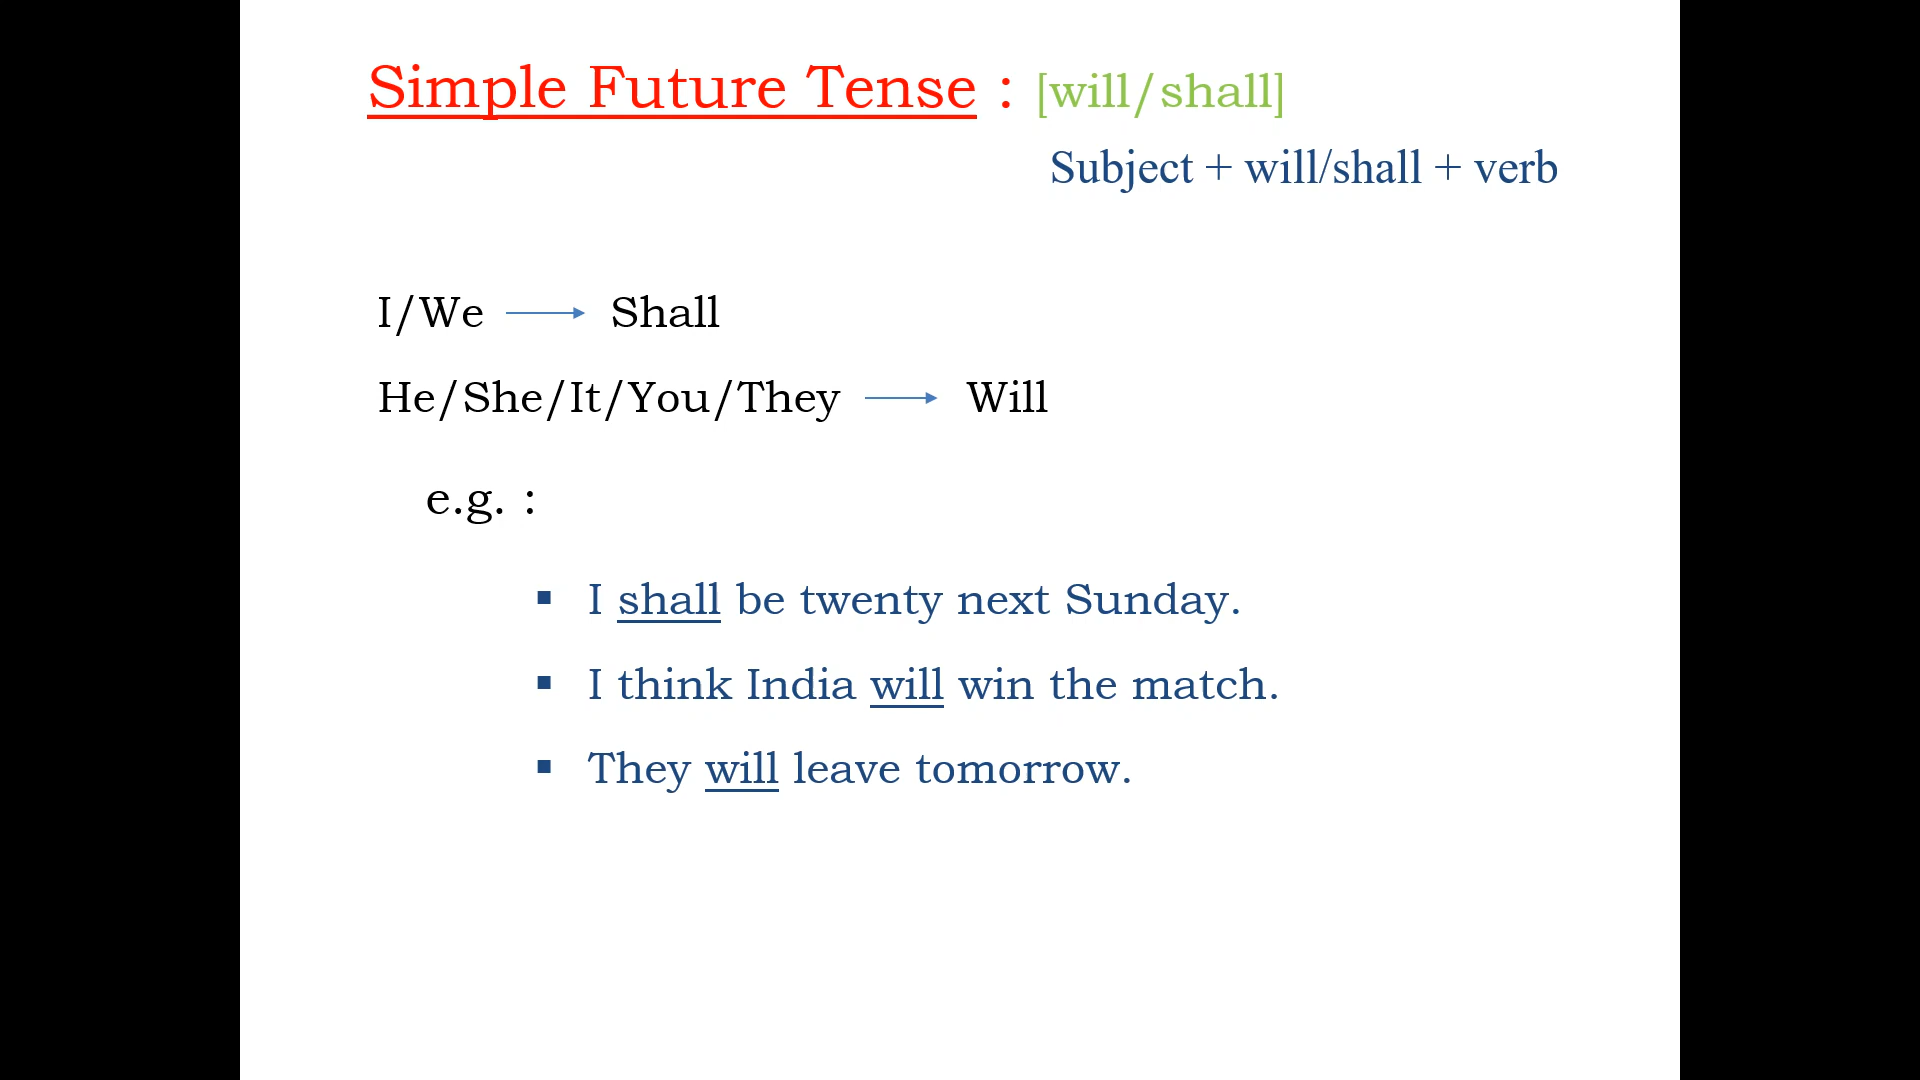 Simple Future Tense : [will/shall]
Subject + will/shall + verb
I/We → Shall
He/She/It/You/They → Will
e.g. :
▪ I shall be twenty next Sunday.
▪ I think India will win the match.
▪ They will leave tomorrow.